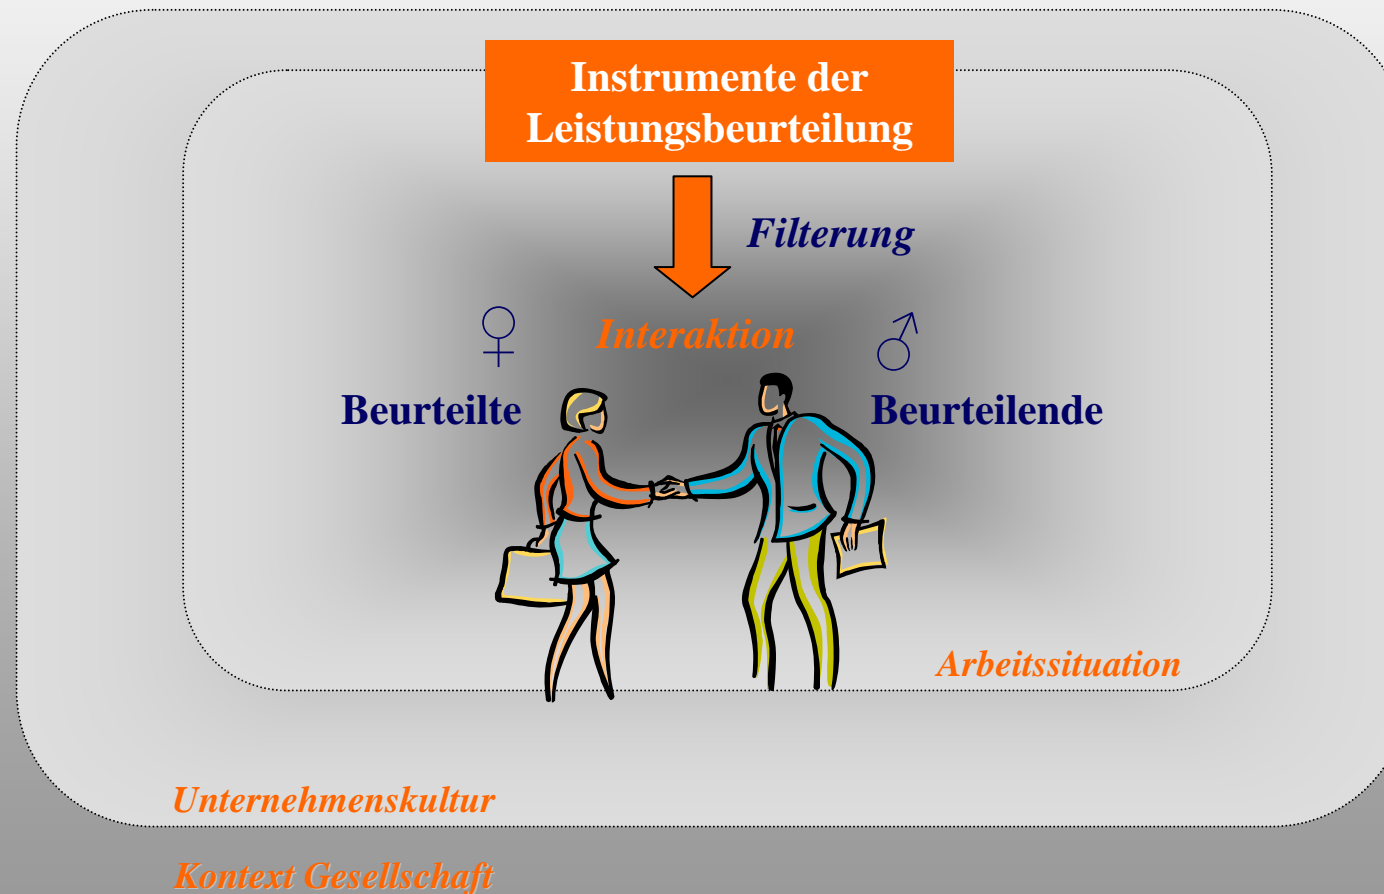 Instrumente der
Leistungsbeurteilung
Filterung
♀ Interaktion ♂
Beurteilte Beurteilende
Arbeitssituation
Unternehmenskultur
Kontext Gesellschaft